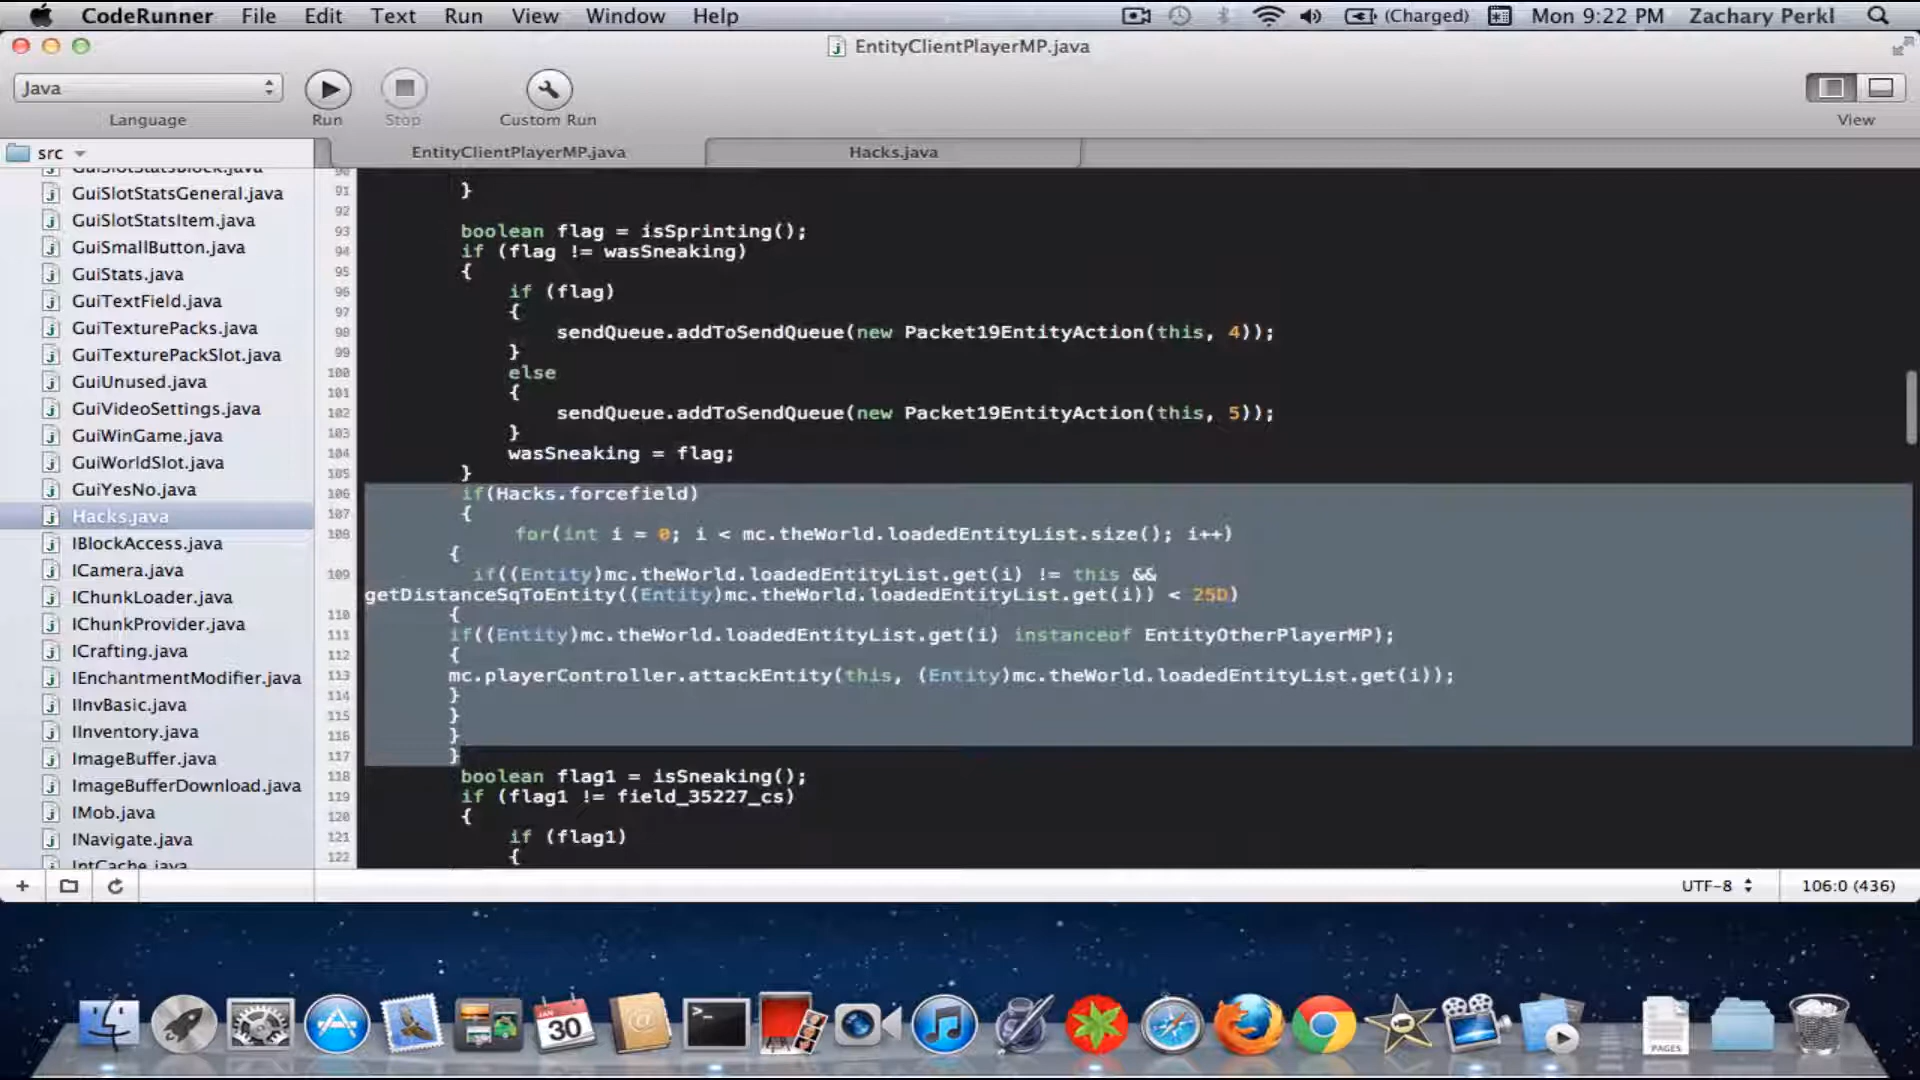 CodeRunner File Edit Text Run View Window Help (Charged) Mon 9:22 PM Zachary Perkl
EntityClientPlayerMP.java
Java
Language Run Stop Custom Run View
src EntityClientPlayerMP.java Hacks.java
GuiSlotStatsBlock.java
GuiSlotStatsGeneral.java
GuiSlotStatsItem.java
GuiSmallButton.java
GuiStats.java
GuiTextField.java
GuiTexturePacks.java
GuiTexturePackSlot.java
GuiUnused.java
GuiVideoSettings.java
GuiWinGame.java
GuiWorldSlot.java
GuiYesNo.java
Hacks.java
IBlockAccess.java
ICamera.java
IChunkLoader.java
IChunkProvider.java
ICrafting.java
IEnchantmentModifier.java
IInvBasic.java
IInventory.java
ImageBuffer.java
ImageBufferDownload.java
IMob.java
INavigate.java
IntCache.java
90
91 }
92
93 boolean flag = isSprinting();
94 if (flag != wasSneaking)
95 {
96 if (flag)
97 {
98 sendQueue.addToSendQueue(new Packet19EntityAction(this, 4));
99 }
100 else
101 {
102 sendQueue.addToSendQueue(new Packet19EntityAction(this, 5));
103 }
104 wasSneaking = flag;
105 }
106 if(Hacks.forcefield)
107 {
108 for(int i = 0; i < mc.theWorld.loadedEntityList.size(); i++)
{
109 if((Entity)mc.theWorld.loadedEntityList.get(i) != this &&
getDistanceSqToEntity((Entity)mc.theWorld.loadedEntityList.get(i)) < 25D)
110 {
111 if((Entity)mc.theWorld.loadedEntityList.get(i) instanceof EntityOtherPlayerMP);
112 {
113 mc.playerController.attackEntity(this, (Entity)mc.theWorld.loadedEntityList.get(i));
114 }
115 }
116 }
117 }
118 boolean flag1 = isSneaking();
119 if (flag1 != field_35227_cs)
120 {
121 if (flag1)
122 {
UTF-8 106:0 (436)
JAN
30
PAGES